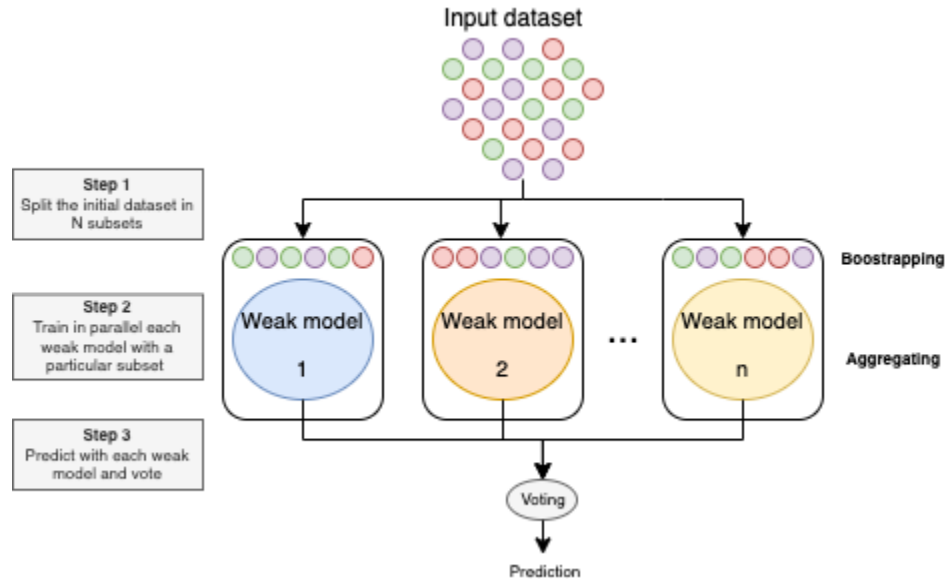 Input dataset
Step 1
Split the initial dataset in
N subsets
Boostrapping
Step 2
Train in parallel each
weak model with a
particular subset
Weak model
1
Weak model
2
...
Weak model
n
Aggregating
Step 3
Predict with each weak
model and vote
Voting
Prediction